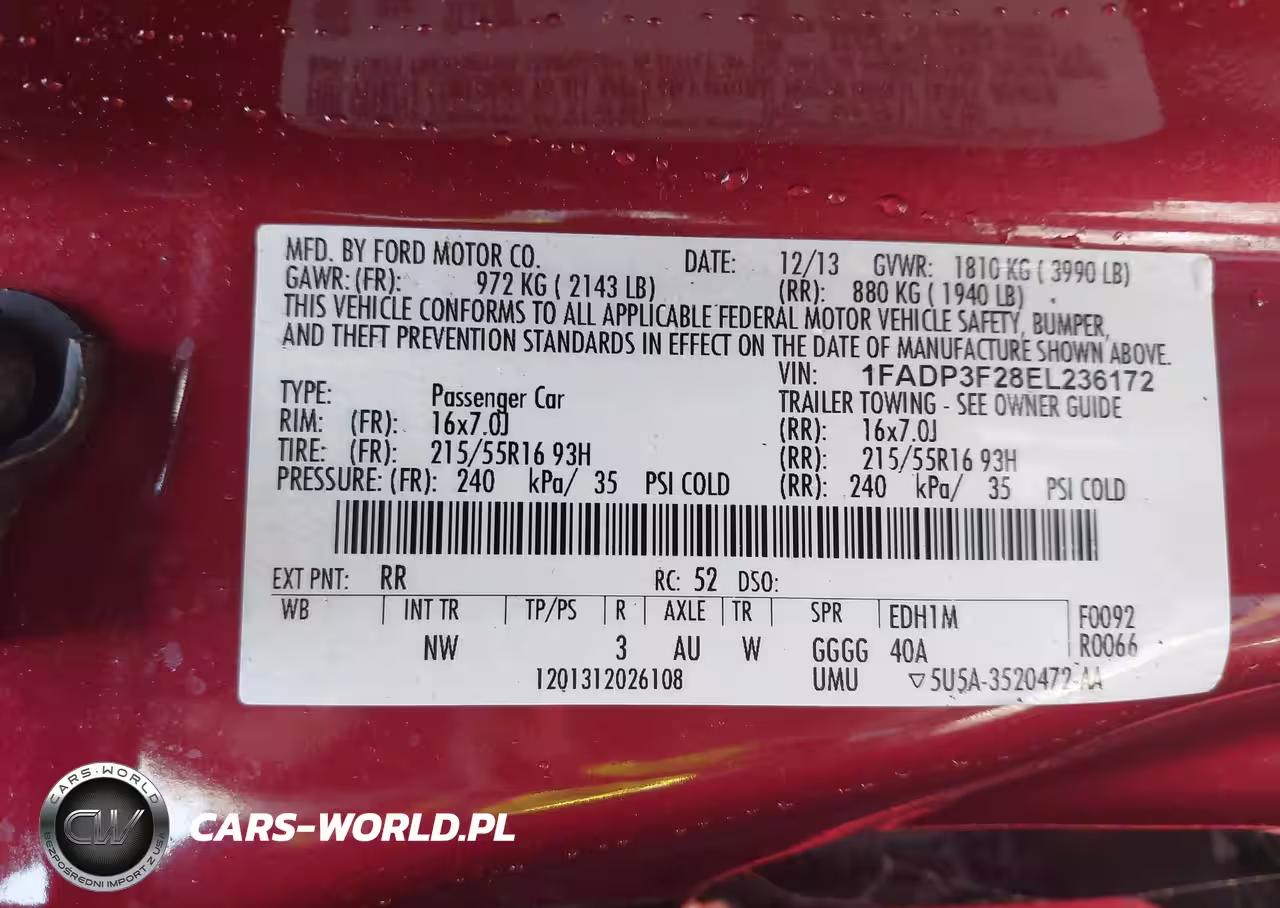 MFD. BY FORD MOTOR CO. DATE: 12/13 GVWR: 1810 KG ( 3990 LB)
GAWR: (FR): 972 KG ( 2143 LB) (RR): 880 KG ( 1940 LB)
THIS VEHICLE CONFORMS TO ALL APPLICABLE FEDERAL MOTOR VEHICLE SAFETY, BUMPER,
AND THEFT PREVENTION STANDARDS IN EFFECT ON THE DATE OF MANUFACTURE SHOWN ABOVE.
VIN: 1FADP3F28EL236172
TYPE: Passenger Car TRAILER TOWING - SEE OWNER GUIDE
RIM: (FR): 16x7.0J (RR): 16x7.0J
TIRE: (FR): 215/55R16 93H (RR): 215/55R16 93H
PRESSURE: (FR): 240 kPa/ 35 PSI COLD (RR): 240 kPa/ 35 PSI COLD
EXT PNT: RR RC: 52 DSO:
WB INT TR TP/PS R AXLE TR SPR EDH1M F0092
NW 3 AU W GGGG 40A R0066
1201312026108 UMU ▽5U5A-3520472-AA
CARS-WORLD
CW
BEZPOŚREDNI IMPORT Z USA
CARS-WORLD.PL